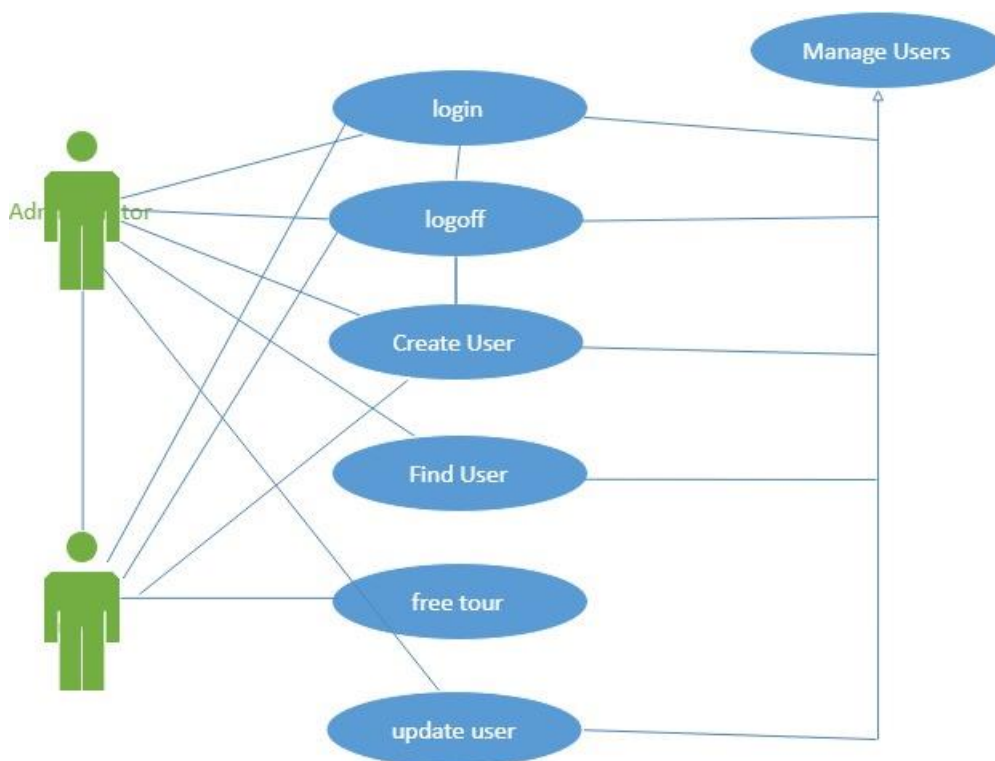 Manage Users
login
logoff
Create User
Find User
free tour
update user